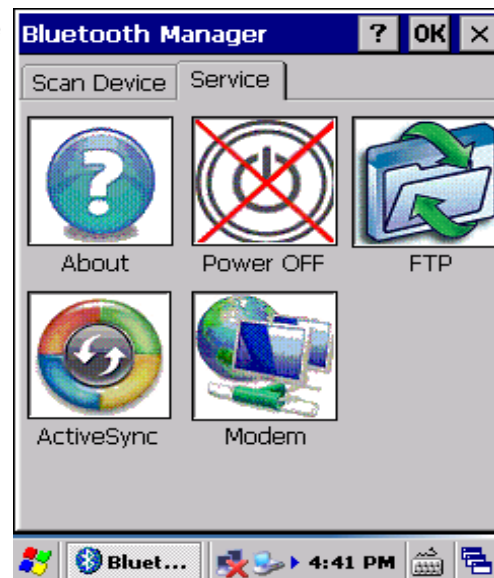 Bluetooth Manager ? OK ×
Scan Device Service
?
About Power OFF FTP
ActiveSync Modem
Bluet... 4:41 PM